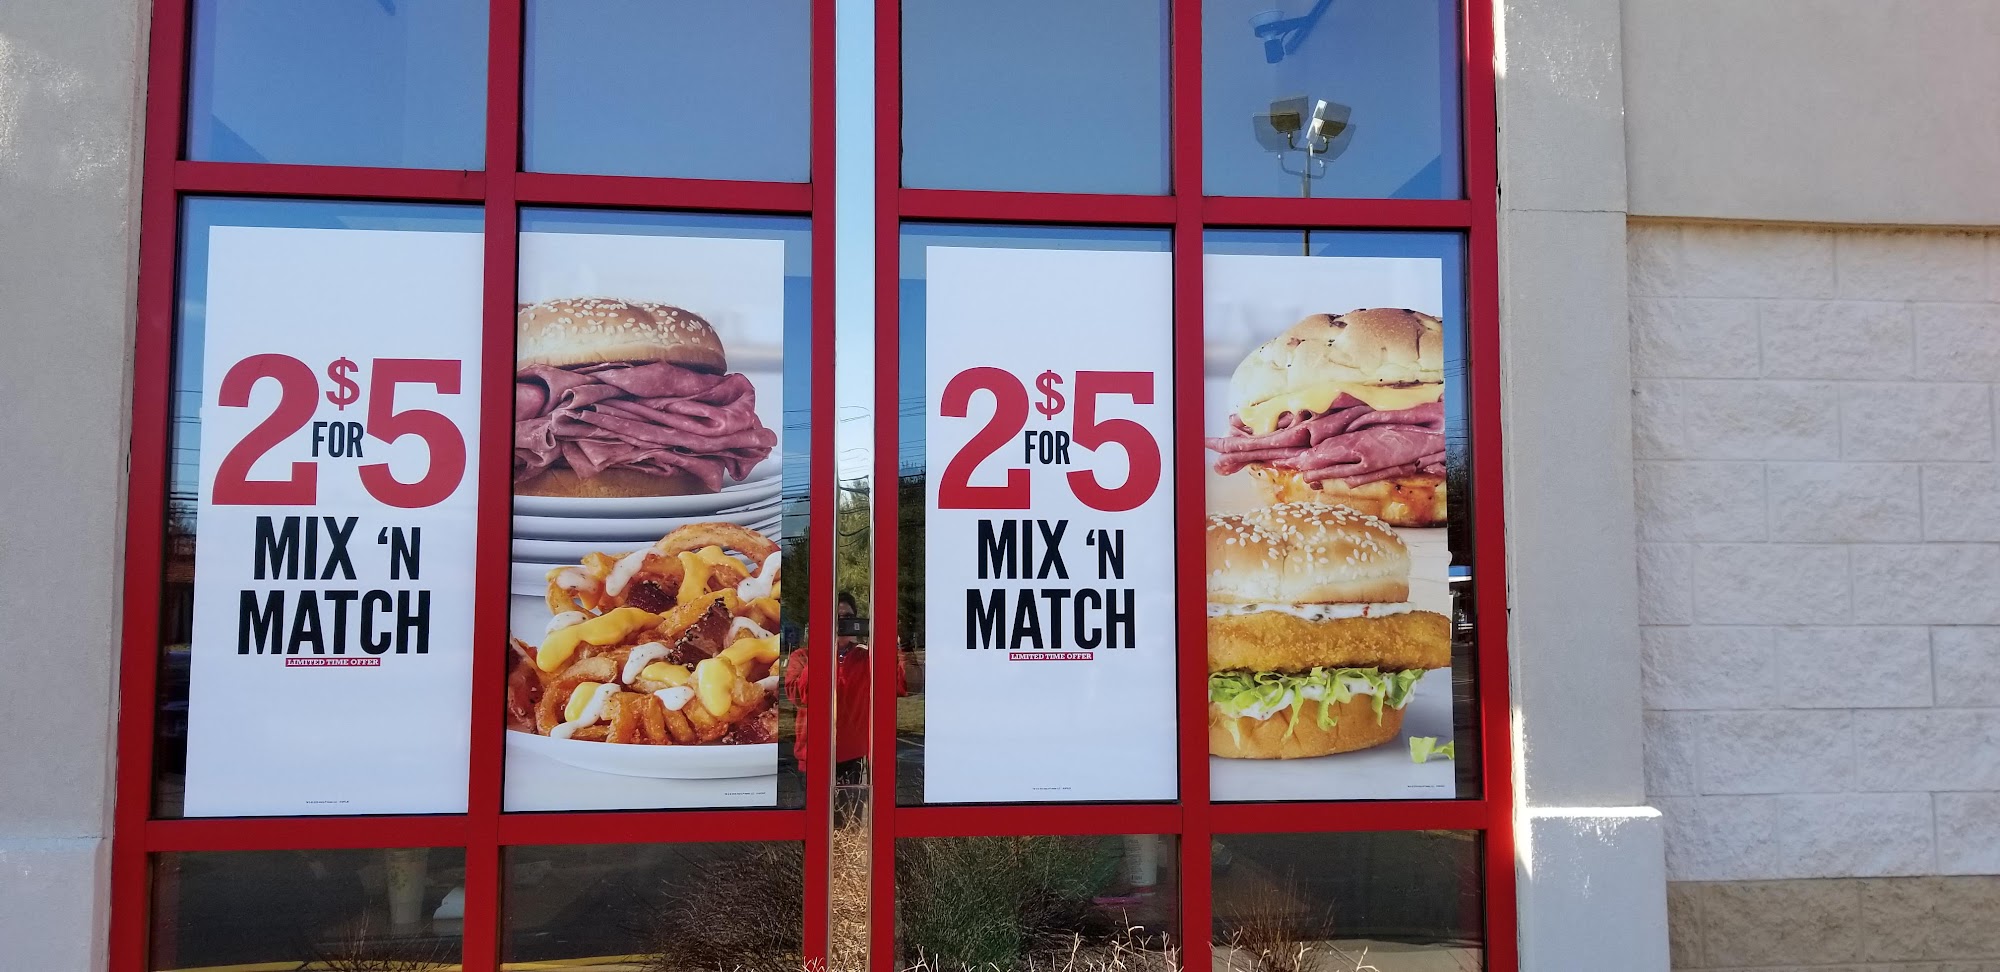 2 FOR $5
MIX ‘N
MATCH
LIMITED TIME OFFER
2 FOR $5
MIX ‘N
MATCH
LIMITED TIME OFFER